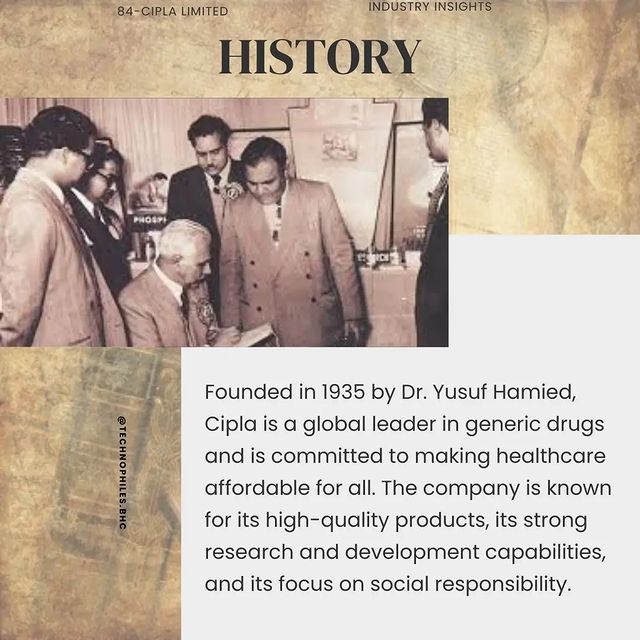 84-CIPLA LIMITED
INDUSTRY INSIGHTS
HISTORY
PHOSPH
Founded in 1935 by Dr. Yusuf Hamied,
Cipla is a global leader in generic drugs
and is committed to making healthcare
affordable for all. The company is known
for its high-quality products, its strong
research and development capabilities,
and its focus on social responsibility.
@TECHNOPHILES.BHC